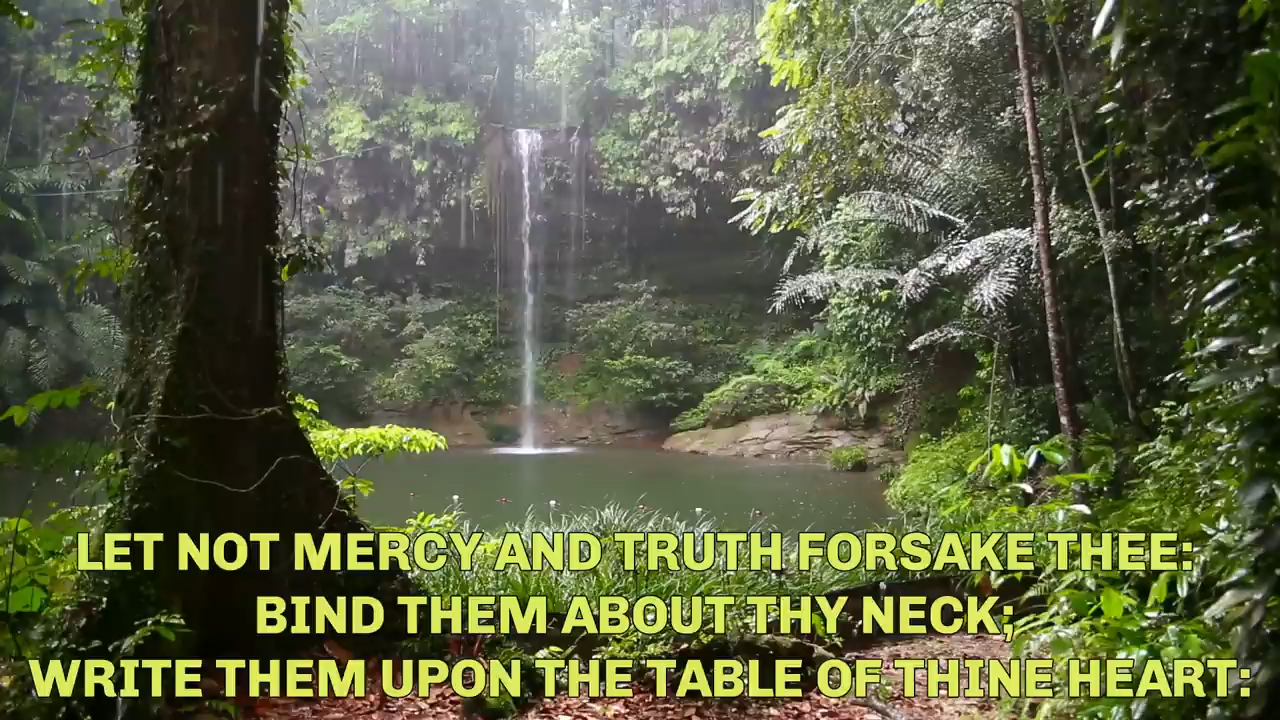 LET NOT MERCY AND TRUTH FORSAKE THEE:
BIND THEM ABOUT THY NECK;
WRITE THEM UPON THE TABLE OF THINE HEART: